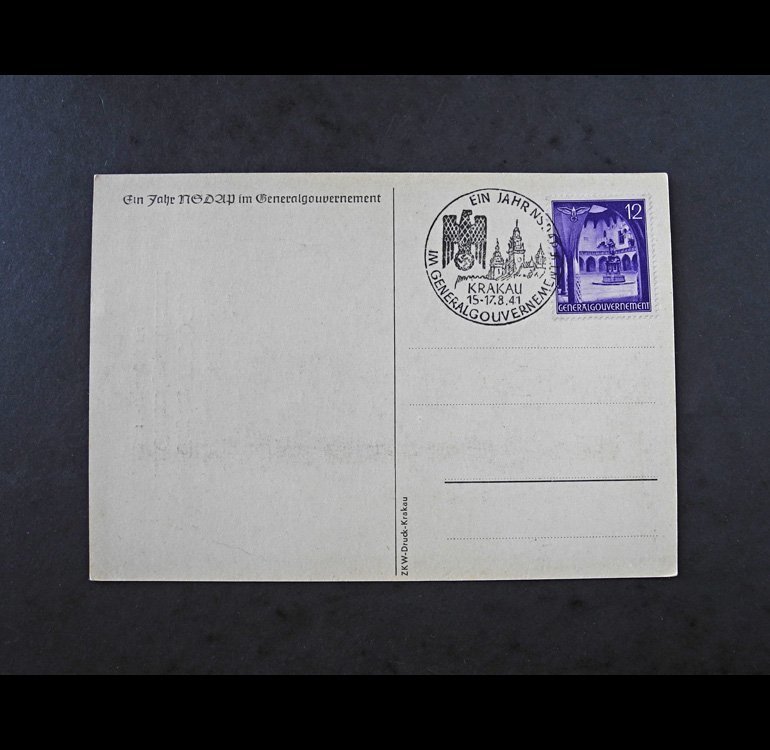 Ein Jahr NSDAP im Generalgouvernement
EIN JAHR NSDAP
IM GENERALGOUVERNEMENT
KRAKAU
15.-17.8.41
12
GENERALGOUVERNEMENT
ZKW-Druck-Krakau